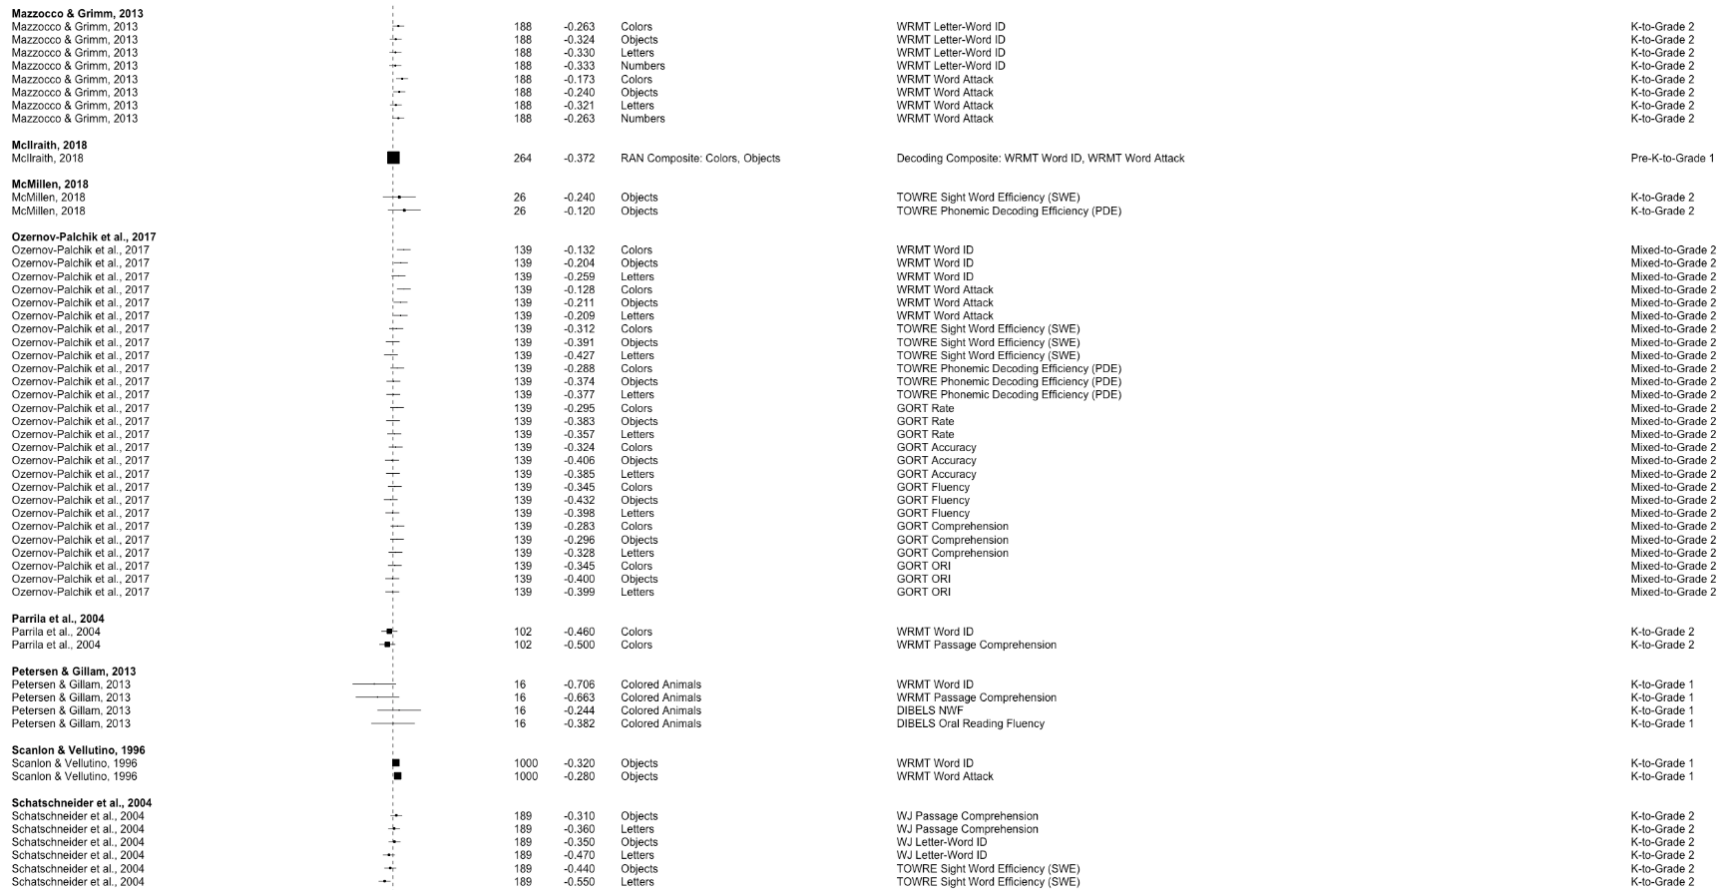 Mazzocco & Grimm, 2013
Mazzocco & Grimm, 2013 188 -0.263 Colors WRMT Letter-Word ID K-to-Grade 2
Mazzocco & Grimm, 2013 188 -0.324 Objects WRMT Letter-Word ID K-to-Grade 2
Mazzocco & Grimm, 2013 188 -0.330 Letters WRMT Letter-Word ID K-to-Grade 2
Mazzocco & Grimm, 2013 188 -0.333 Numbers WRMT Letter-Word ID K-to-Grade 2
Mazzocco & Grimm, 2013 188 -0.173 Colors WRMT Word Attack K-to-Grade 2
Mazzocco & Grimm, 2013 188 -0.240 Objects WRMT Word Attack K-to-Grade 2
Mazzocco & Grimm, 2013 188 -0.321 Letters WRMT Word Attack K-to-Grade 2
Mazzocco & Grimm, 2013 188 -0.263 Numbers WRMT Word Attack K-to-Grade 2
McIlraith, 2018
McIlraith, 2018 264 -0.372 RAN Composite: Colors, Objects Decoding Composite: WRMT Word ID, WRMT Word Attack Pre-K-to-Grade 1
McMillen, 2018
McMillen, 2018 26 -0.240 Objects TOWRE Sight Word Efficiency (SWE) K-to-Grade 2
McMillen, 2018 26 -0.120 Objects TOWRE Phonemic Decoding Efficiency (PDE) K-to-Grade 2
Ozernov-Palchik et al., 2017
Ozernov-Palchik et al., 2017 139 -0.132 Colors WRMT Word ID Mixed-to-Grade 2
Ozernov-Palchik et al., 2017 139 -0.204 Objects WRMT Word ID Mixed-to-Grade 2
Ozernov-Palchik et al., 2017 139 -0.259 Letters WRMT Word ID Mixed-to-Grade 2
Ozernov-Palchik et al., 2017 139 -0.128 Colors WRMT Word Attack Mixed-to-Grade 2
Ozernov-Palchik et al., 2017 139 -0.211 Objects WRMT Word Attack Mixed-to-Grade 2
Ozernov-Palchik et al., 2017 139 -0.209 Letters WRMT Word Attack Mixed-to-Grade 2
Ozernov-Palchik et al., 2017 139 -0.312 Colors TOWRE Sight Word Efficiency (SWE) Mixed-to-Grade 2
Ozernov-Palchik et al., 2017 139 -0.391 Objects TOWRE Sight Word Efficiency (SWE) Mixed-to-Grade 2
Ozernov-Palchik et al., 2017 139 -0.427 Letters TOWRE Sight Word Efficiency (SWE) Mixed-to-Grade 2
Ozernov-Palchik et al., 2017 139 -0.288 Colors TOWRE Phonemic Decoding Efficiency (PDE) Mixed-to-Grade 2
Ozernov-Palchik et al., 2017 139 -0.374 Objects TOWRE Phonemic Decoding Efficiency (PDE) Mixed-to-Grade 2
Ozernov-Palchik et al., 2017 139 -0.377 Letters TOWRE Phonemic Decoding Efficiency (PDE) Mixed-to-Grade 2
Ozernov-Palchik et al., 2017 139 -0.295 Colors GORT Rate Mixed-to-Grade 2
Ozernov-Palchik et al., 2017 139 -0.383 Objects GORT Rate Mixed-to-Grade 2
Ozernov-Palchik et al., 2017 139 -0.357 Letters GORT Rate Mixed-to-Grade 2
Ozernov-Palchik et al., 2017 139 -0.324 Colors GORT Accuracy Mixed-to-Grade 2
Ozernov-Palchik et al., 2017 139 -0.406 Objects GORT Accuracy Mixed-to-Grade 2
Ozernov-Palchik et al., 2017 139 -0.385 Letters GORT Accuracy Mixed-to-Grade 2
Ozernov-Palchik et al., 2017 139 -0.345 Colors GORT Fluency Mixed-to-Grade 2
Ozernov-Palchik et al., 2017 139 -0.432 Objects GORT Fluency Mixed-to-Grade 2
Ozernov-Palchik et al., 2017 139 -0.398 Letters GORT Fluency Mixed-to-Grade 2
Ozernov-Palchik et al., 2017 139 -0.283 Colors GORT Comprehension Mixed-to-Grade 2
Ozernov-Palchik et al., 2017 139 -0.296 Objects GORT Comprehension Mixed-to-Grade 2
Ozernov-Palchik et al., 2017 139 -0.328 Letters GORT Comprehension Mixed-to-Grade 2
Ozernov-Palchik et al., 2017 139 -0.345 Colors GORT ORI Mixed-to-Grade 2
Ozernov-Palchik et al., 2017 139 -0.400 Objects GORT ORI Mixed-to-Grade 2
Ozernov-Palchik et al., 2017 139 -0.399 Letters GORT ORI Mixed-to-Grade 2
Parrila et al., 2004
Parrila et al., 2004 102 -0.460 Colors WRMT Word ID K-to-Grade 2
Parrila et al., 2004 102 -0.500 Colors WRMT Passage Comprehension K-to-Grade 2
Petersen & Gillam, 2013
Petersen & Gillam, 2013 16 -0.706 Colored Animals WRMT Word ID K-to-Grade 1
Petersen & Gillam, 2013 16 -0.663 Colored Animals WRMT Passage Comprehension K-to-Grade 1
Petersen & Gillam, 2013 16 -0.244 Colored Animals DIBELS NWF K-to-Grade 1
Petersen & Gillam, 2013 16 -0.382 Colored Animals DIBELS Oral Reading Fluency K-to-Grade 1
Scanlon & Vellutino, 1996
Scanlon & Vellutino, 1996 1000 -0.320 Objects WRMT Word ID K-to-Grade 1
Scanlon & Vellutino, 1996 1000 -0.280 Objects WRMT Word Attack K-to-Grade 1
Schatschneider et al., 2004
Schatschneider et al., 2004 189 -0.310 Objects WJ Passage Comprehension K-to-Grade 2
Schatschneider et al., 2004 189 -0.360 Letters WJ Passage Comprehension K-to-Grade 2
Schatschneider et al., 2004 189 -0.350 Objects WJ Letter-Word ID K-to-Grade 2
Schatschneider et al., 2004 189 -0.470 Letters WJ Letter-Word ID K-to-Grade 2
Schatschneider et al., 2004 189 -0.440 Objects TOWRE Sight Word Efficiency (SWE) K-to-Grade 2
Schatschneider et al., 2004 189 -0.550 Letters TOWRE Sight Word Efficiency (SWE) K-to-Grade 2